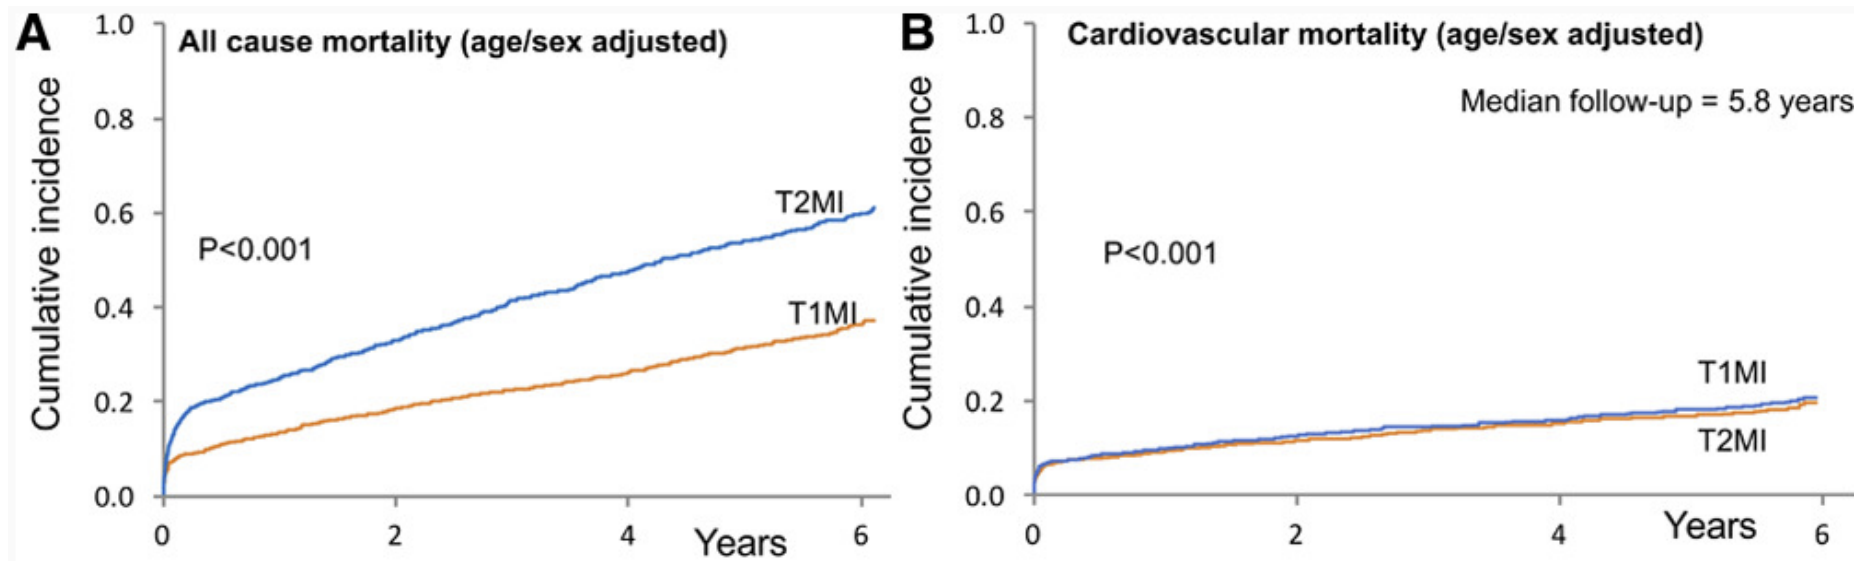 A
All cause mortality (age/sex adjusted)
Cumulative incidence
1.0
0.8
0.6
0.4
0.2
0.0
P<0.001
T2MI
T1MI
0 2 4 6
Years
B
Cardiovascular mortality (age/sex adjusted)
Median follow-up = 5.8 years
Cumulative incidence
1.0
0.8
0.6
0.4
0.2
0.0
P<0.001
T1MI
T2MI
0 2 4 6
Years